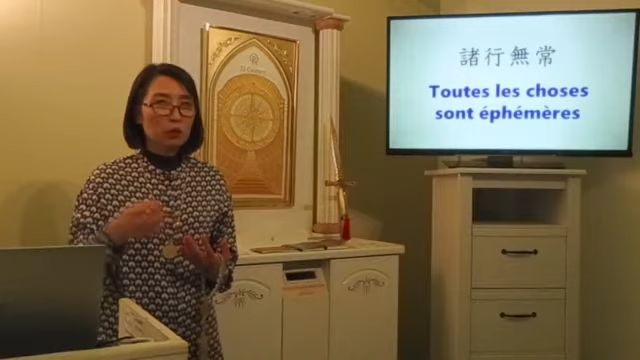 諸行無常
Toutes les choses
sont éphémères